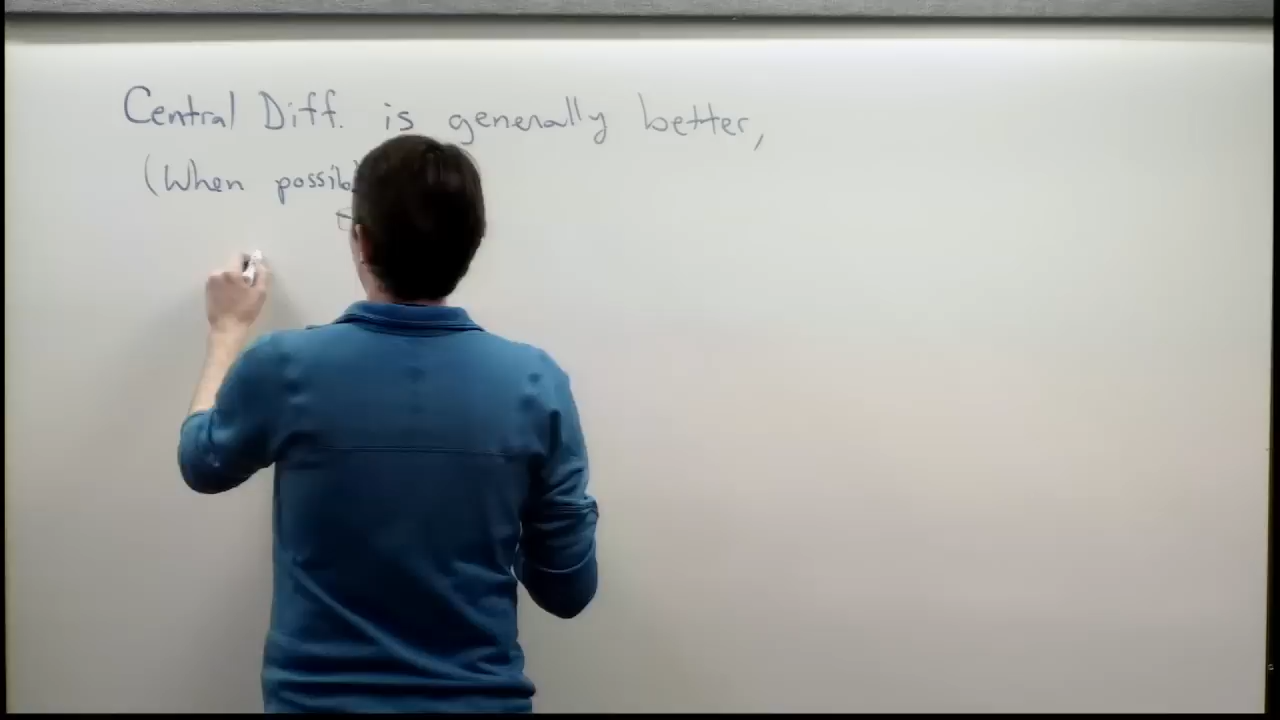 Central Diff. is generally better,
(When possib